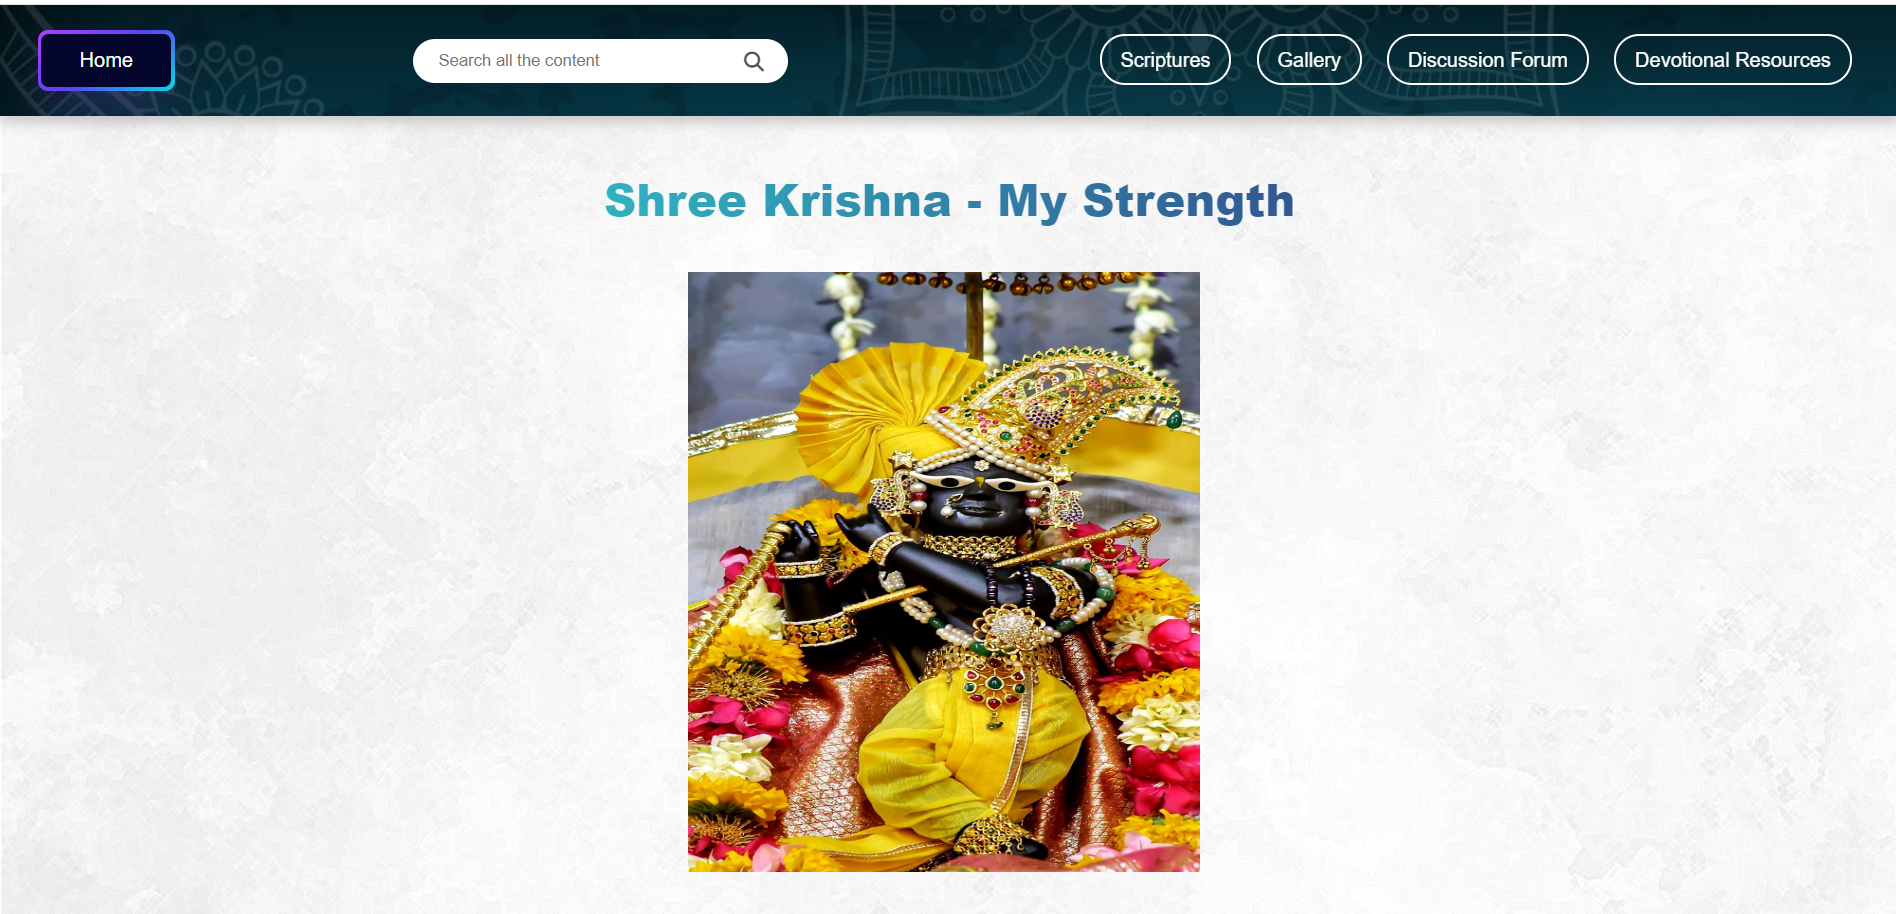 Home
Search all the content
Scriptures
Gallery
Discussion Forum
Devotional Resources
Shree Krishna - My Strength